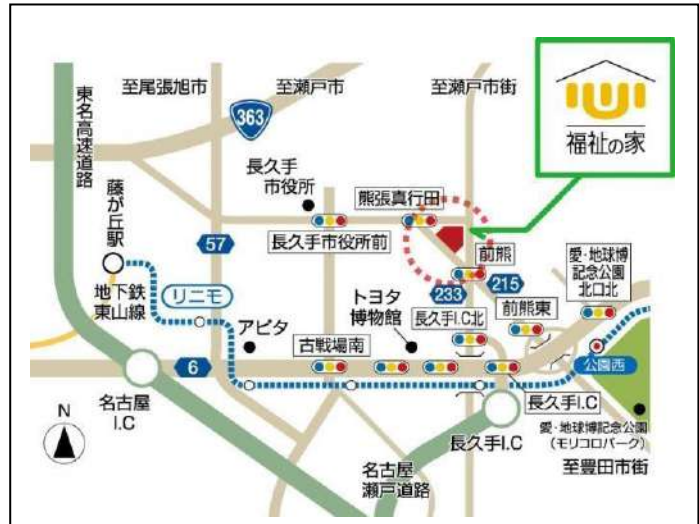 至尾張旭市
至瀬戸市
至瀬戸市街
福祉の家
東名高速道路
363
長久手
市役所
熊張真行田
藤が丘駅
長久手市役所前
前熊
愛・地球博
記念公園
北口北
57
215
233
地下鉄
東山線
リニモ
トヨタ
博物館
長久手I.C北
前熊東
アピタ
古戦場南
6
公園西
名古屋
I.C
長久手I.C
N
長久手I.C
愛・地球博記念公園
(モリコロパーク)
名古屋
瀬戸道路
至豊田市街